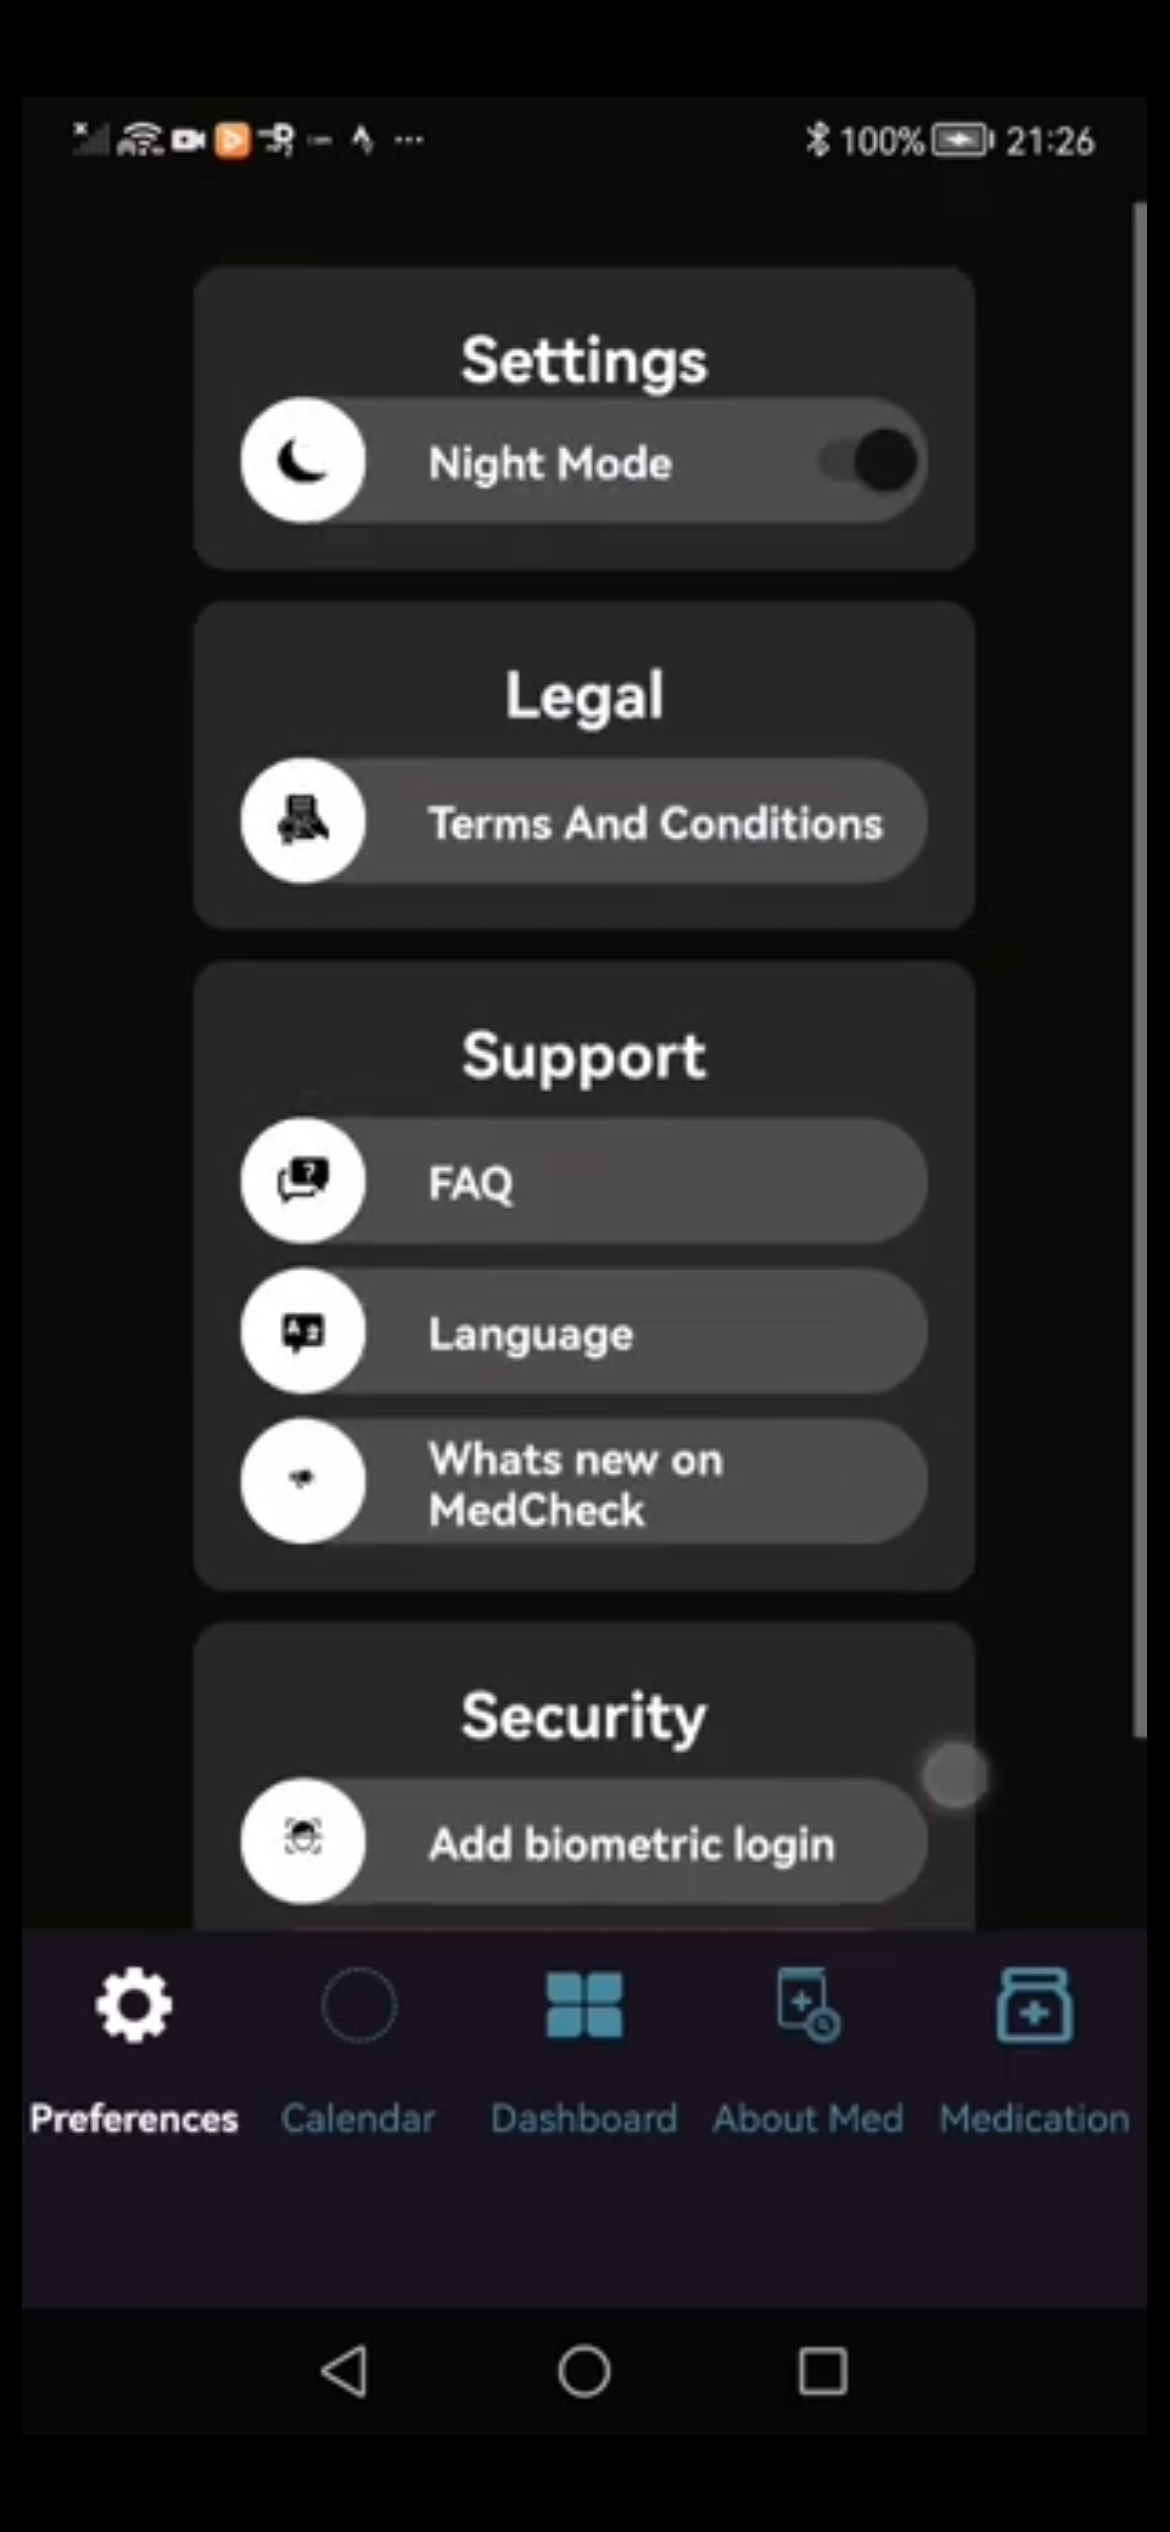 100% 21:26
Settings
Night Mode
Legal
Terms And Conditions
Support
FAQ
Language
Whats new on
MedCheck
Security
Add biometric login
Preferences Calendar Dashboard About Med Medication